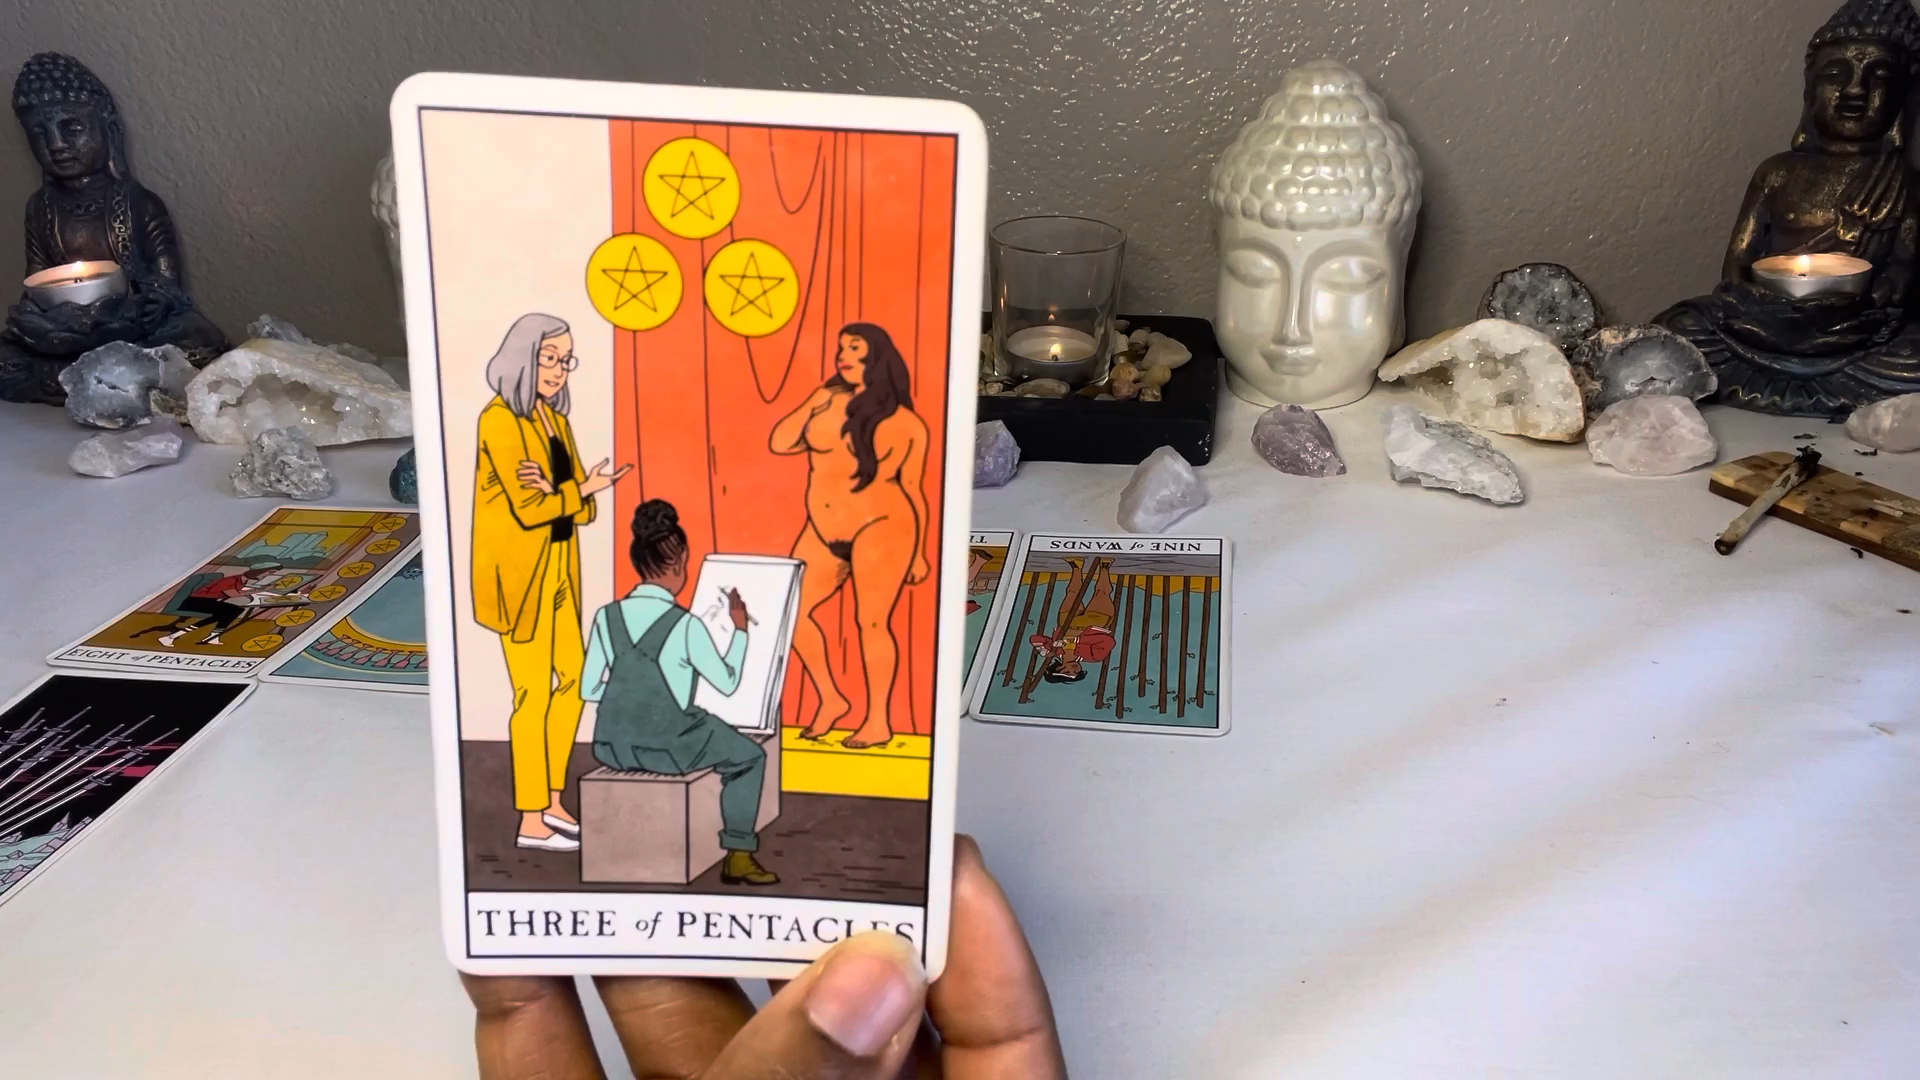 THREE of PENTACLES
EIGHT of PENTACLES
NINE of WANDS